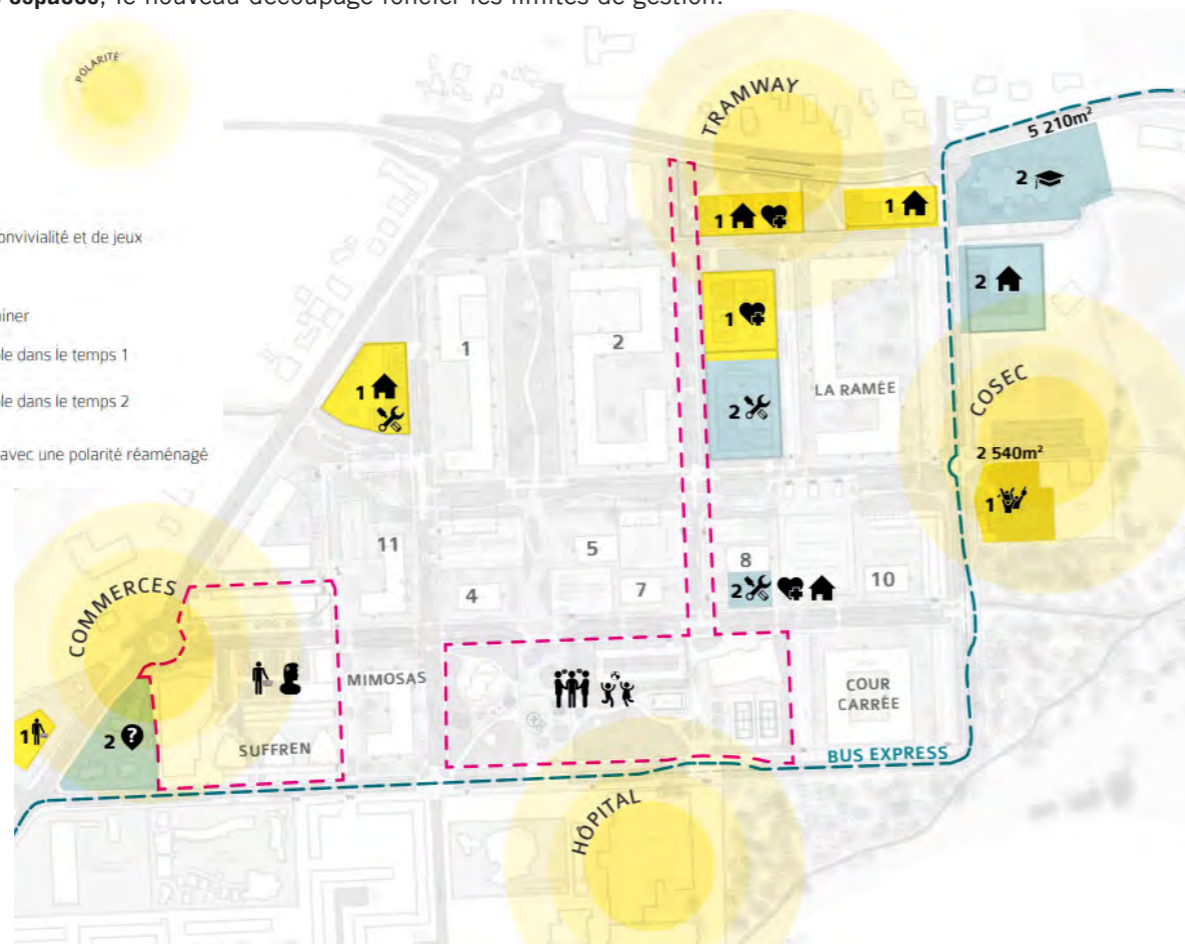 espaces, le nouveau découpage foncier les limites de gestion.
POLARITÉ
TRAMWAY
5 210m²
2
1
1
onvivialité et de jeux
2
iner
1
le dans le temps 1
1
2
1
2
LA RAMÉE
COSEC
le dans le temps 2
avec une polarité réaménagé
2 540m²
1
11
5
8
10
COMMERCES
4
7
2
MIMOSAS
COUR
CARRÉE
1
2
?
SUFFREN
BUS EXPRESS
HÔPITAL